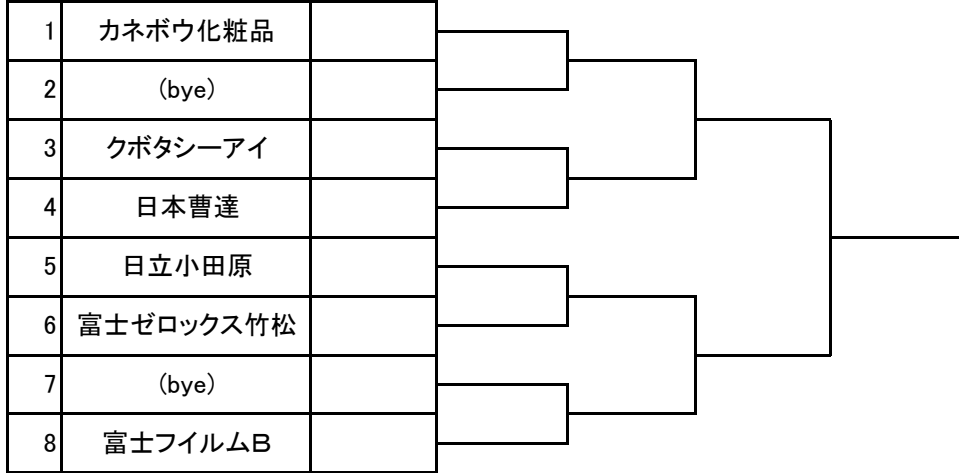 1 カネボウ化粧品
2 (bye)
3 クボタシーアイ
4 日本曹達
5 日立小田原
6 富士ゼロックス竹松
7 (bye)
8 富士フイルムB